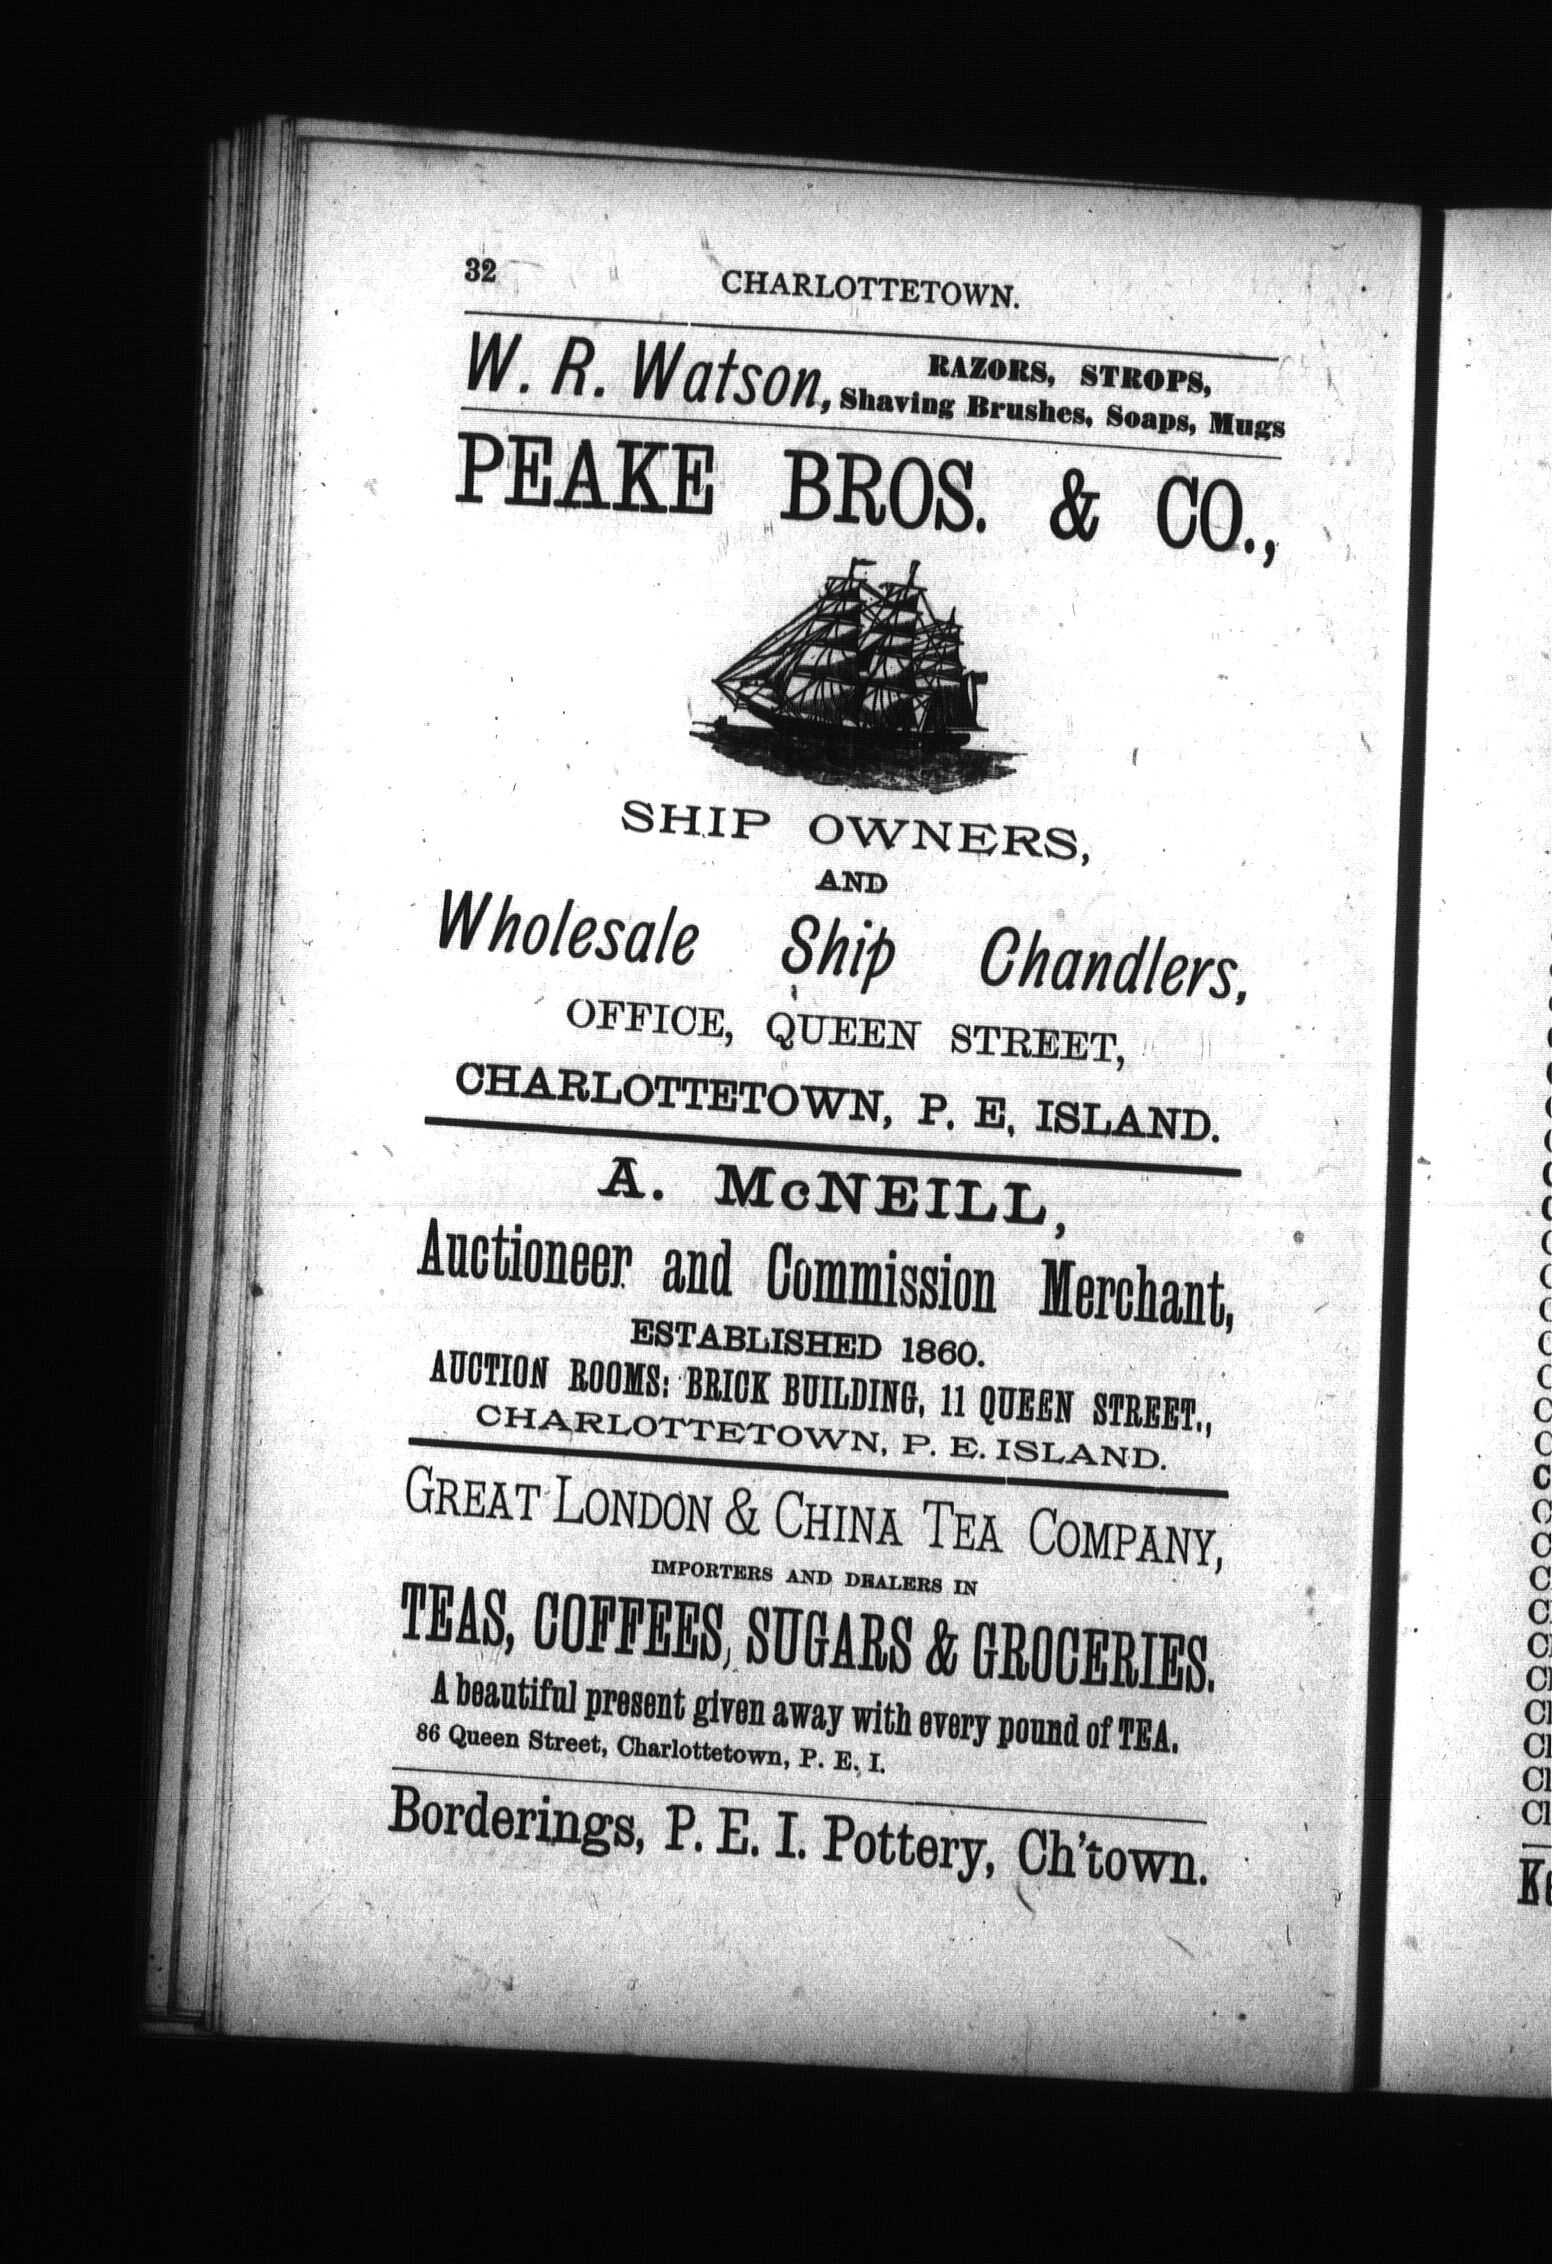 32
CHARLOTTETOWN.
W. R. Watson, RAZORS, STROPS,
Shaving Brushes, Soaps, Mugs
PEAKE BROS. & CO.,
SHIP OWNERS,
AND
Wholesale Ship Chandlers,
OFFICE, QUEEN STREET,
CHARLOTTETOWN, P. E. ISLAND.
A. McNEILL,
Auctioneer and Commission Merchant,
ESTABLISHED 1860.
AUCTION ROOMS: BRICK BUILDING, 11 QUEEN STREET.,
CHARLOTTETOWN, P. E. ISLAND.
GREAT LONDON & CHINA TEA COMPANY,
IMPORTERS AND DEALERS IN
TEAS, COFFEES, SUGARS & GROCERIES.
A beautiful present given away with every pound of TEA.
86 Queen Street, Charlottetown, P. E. I.
Borderings, P. E. I. Pottery, Ch'town.